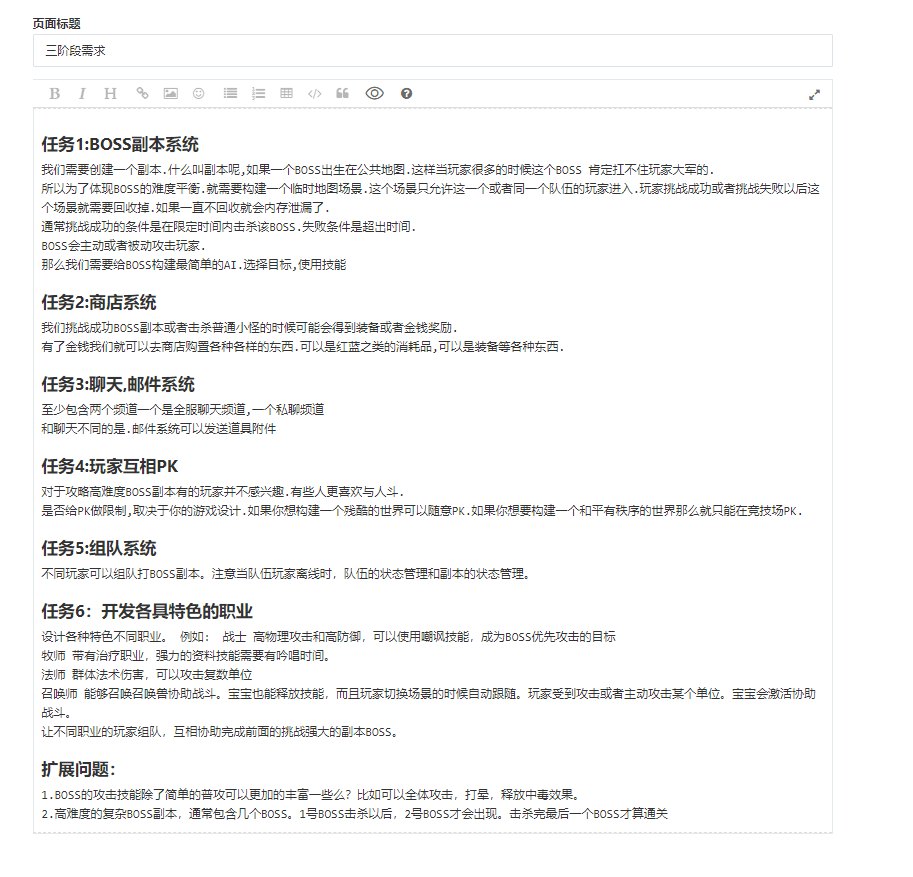 页面标题
三阶段需求
B I H
任务1:BOSS副本系统
我们需要创建一个副本.什么叫副本呢,如果一个BOSS出生在公共地图.这样当玩家很多的时候这个BOSS 肯定扛不住玩家大军的.
所以为了体现BOSS的难度平衡.就需要构建一个临时地图场景.这个场景只允许这一个或者同一个队伍的玩家进入.玩家挑战成功或者挑战失败以后这
个场景就需要回收掉.如果一直不回收就会内存泄漏了.
通常挑战成功的条件是在限定时间内击杀该BOSS.失败条件是超出时间.
BOSS会主动或者被动攻击玩家.
那么我们需要给BOSS构建最简单的AI.选择目标,使用技能
任务2:商店系统
我们挑战成功BOSS副本或者击杀普通小怪的时候可能会得到装备或者金钱奖励.
有了金钱我们就可以去商店购置各种各样的东西.可以是红蓝之类的消耗品,可以是装备等各种东西.
任务3:聊天,邮件系统
至少包含两个频道一个是全服聊天频道,一个私聊频道
和聊天不同的是.邮件系统可以发送道具附件
任务4:玩家互相PK
对于攻略高难度BOSS副本有的玩家并不感兴趣.有些人更喜欢与人斗.
是否给PK做限制,取决于你的游戏设计.如果你想构建一个残酷的世界可以随意PK.如果你想要构建一个和平有秩序的世界那么就只能在竞技场PK.
任务5:组队系统
不同玩家可以组队打BOSS副本。注意当队伍玩家离线时，队伍的状态管理和副本的状态管理。
任务6：开发各具特色的职业
设计各种特色不同职业。 例如： 战士 高物理攻击和高防御，可以使用嘲讽技能，成为BOSS优先攻击的目标
牧师 带有治疗职业，强力的资料技能需要有吟唱时间。
法师 群体法术伤害，可以攻击复数单位
召唤师 能够召唤召唤兽协助战斗。宝宝也能释放技能，而且玩家切换场景的时候自动跟随。玩家受到攻击或者主动攻击某个单位。宝宝会激活协助
战斗。
让不同职业的玩家组队，互相协助完成前面的挑战强大的副本BOSS。
扩展问题：
1.BOSS的攻击技能除了简单的普攻可以更加的丰富一些么？比如可以全体攻击，打晕，释放中毒效果。
2.高难度的复杂BOSS副本，通常包含几个BOSS。1号BOSS击杀以后，2号BOSS才会出现。击杀完最后一个BOSS才算通关